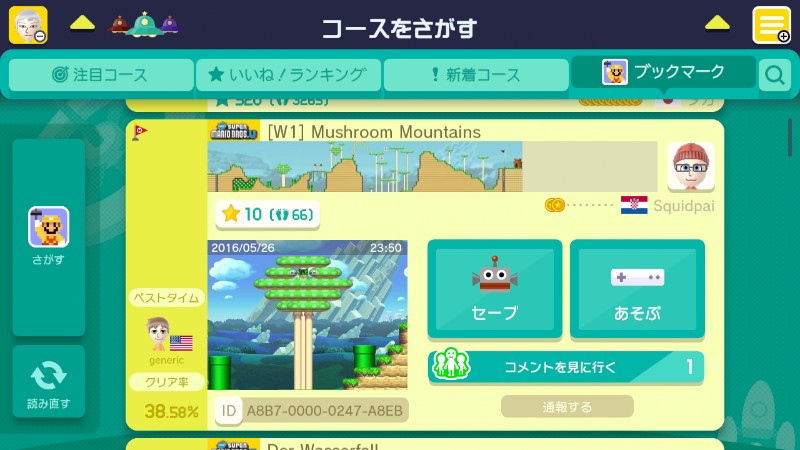 コースをさがす
注目コース
いいね!ランキング
! 新着コース
ブックマーク
[W1] Mushroom Mountains
10 (66)
Squidpai
さがす
2016/05/26 23:50
ベストタイム
generic
クリア率
38.58%
セーブ
あそぶ
コメントを見に行く 1
読み直す
ID A8B7-0000-0247-A8EB
通報する